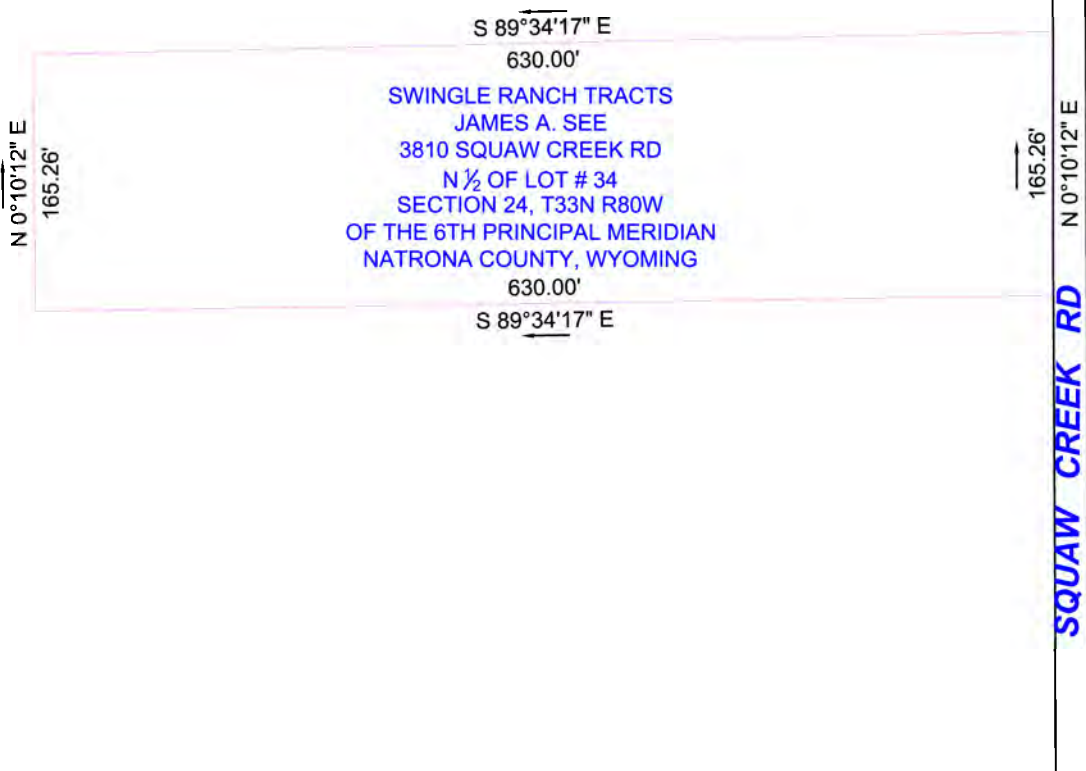 S 89°34'17" E
630.00'
SWINGLE RANCH TRACTS
JAMES A. SEE
3810 SQUAW CREEK RD
N ½ OF LOT # 34
SECTION 24, T33N R80W
OF THE 6TH PRINCIPAL MERIDIAN
NATRONA COUNTY, WYOMING
630.00'
S 89°34'17" E
N 0°10'12" E
165.26'
165.26'
N 0°10'12" E
SQUAW CREEK RD